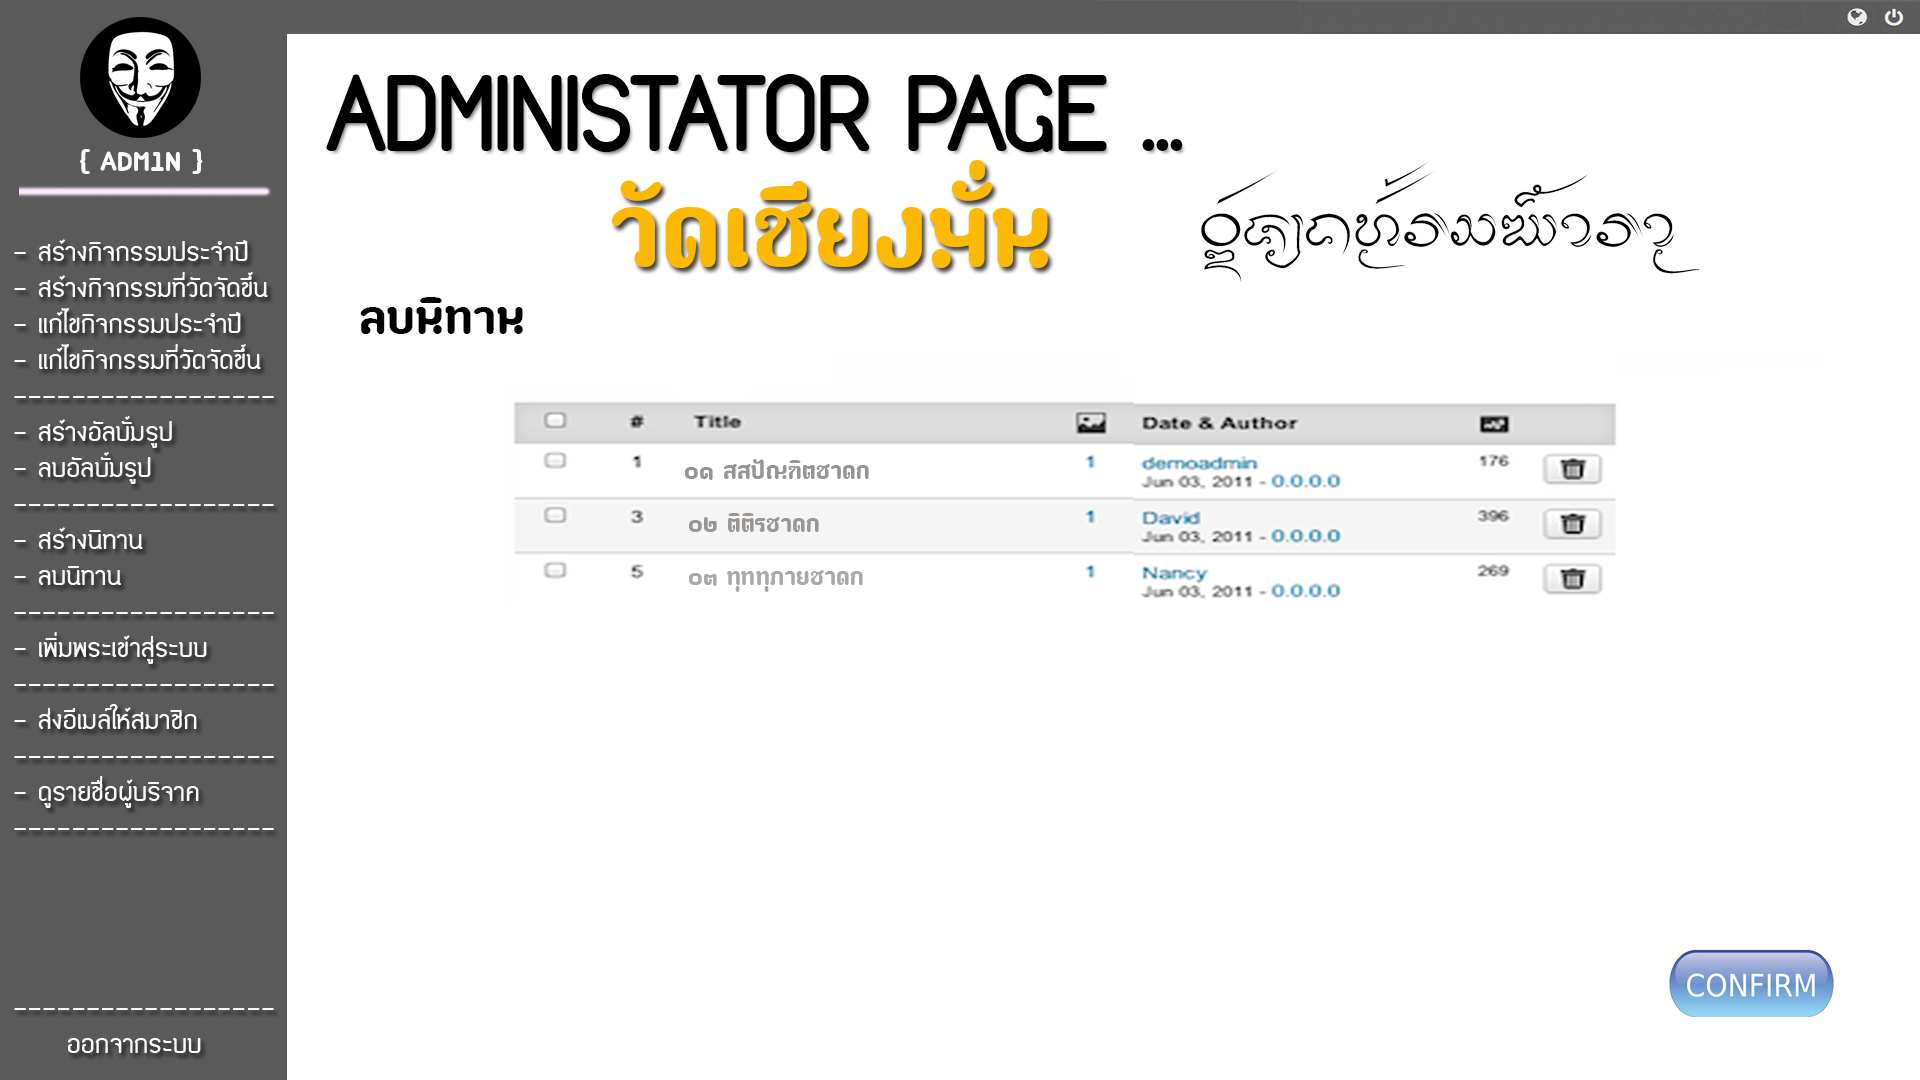 { ADM1N }
- สร้างกิจกรรมประจำปี
- สร้างกิจกรรมที่วัดจัดขึ้น
- แก้ไขกิจกรรมประจำปี
- แก้ไขกิจกรรมที่วัดจัดขึ้น
------------------
- สร้างอัลบั้มรูป
- ลบอัลบั้มรูป
------------------
- สร้างนิทาน
- ลบนิทาน
------------------
- เพิ่มพระเข้าสู่ระบบ
------------------
- ส่งอีเมล์ให้สมาชิก
------------------
- ดูรายชื่อผู้บริจาค
------------------
------------------
ออกจากระบบ
ADMINISTATOR PAGE ...
วัดเชียงมั่น
ลบนิทาน
# Title Date & Author
1 ๐๑ สสปัณฑิตชาดก 1 demoadmin 176
Jun 03, 2011 - 0.0.0.0
3 ๐๒ ติติรชาดก 1 David 396
Jun 03, 2011 - 0.0.0.0
5 ๐๓ ทุททุภายชาดก 1 Nancy 269
Jun 03, 2011 - 0.0.0.0
CONFIRM